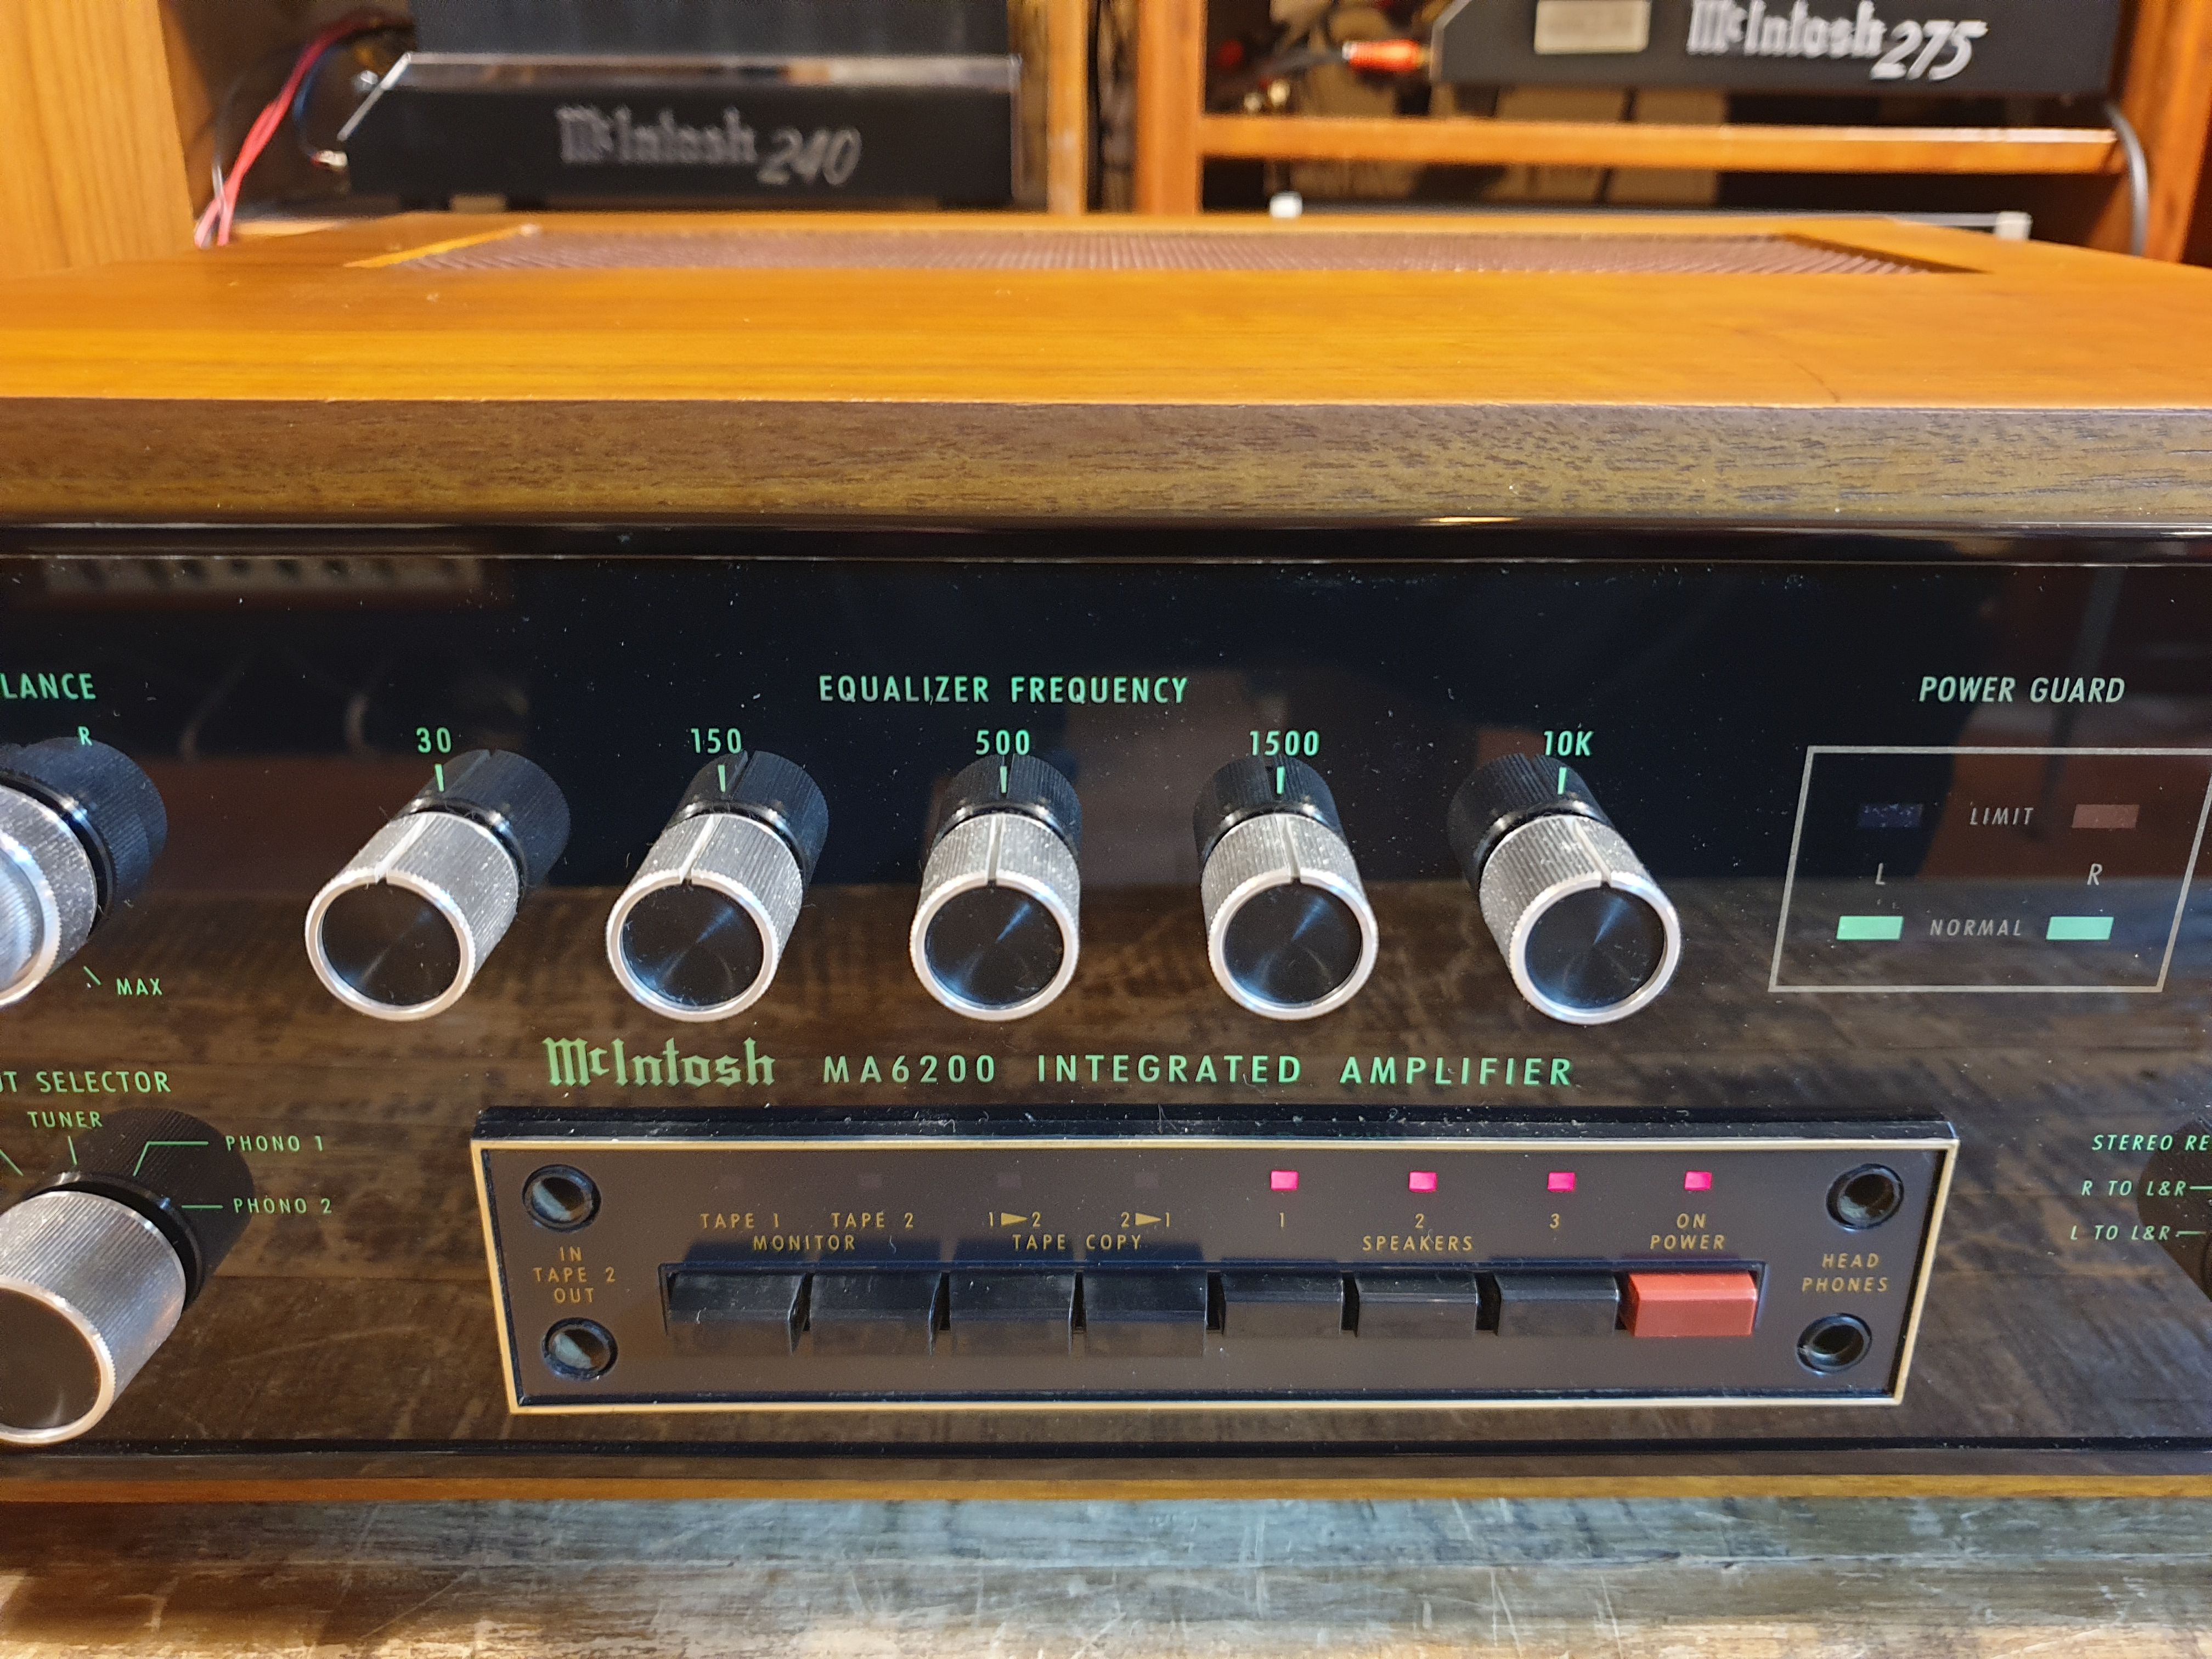 McIntosh 240
McIntosh 275
LANCE
R
MAX
EQUALIZER FREQUENCY
30 150 500 1500 10K
POWER GUARD
LIMIT
L R
NORMAL
McIntosh MA6200 INTEGRATED AMPLIFIER
UT SELECTOR
TUNER
PHONO 1
PHONO 2
IN
TAPE 2
OUT
TAPE 1 TAPE 2
MONITOR
1►2 2►1
TAPE COPY
1 2 3
SPEAKERS
ON
POWER
HEAD
PHONES
STEREO RE
R TO L&R
L TO L&R